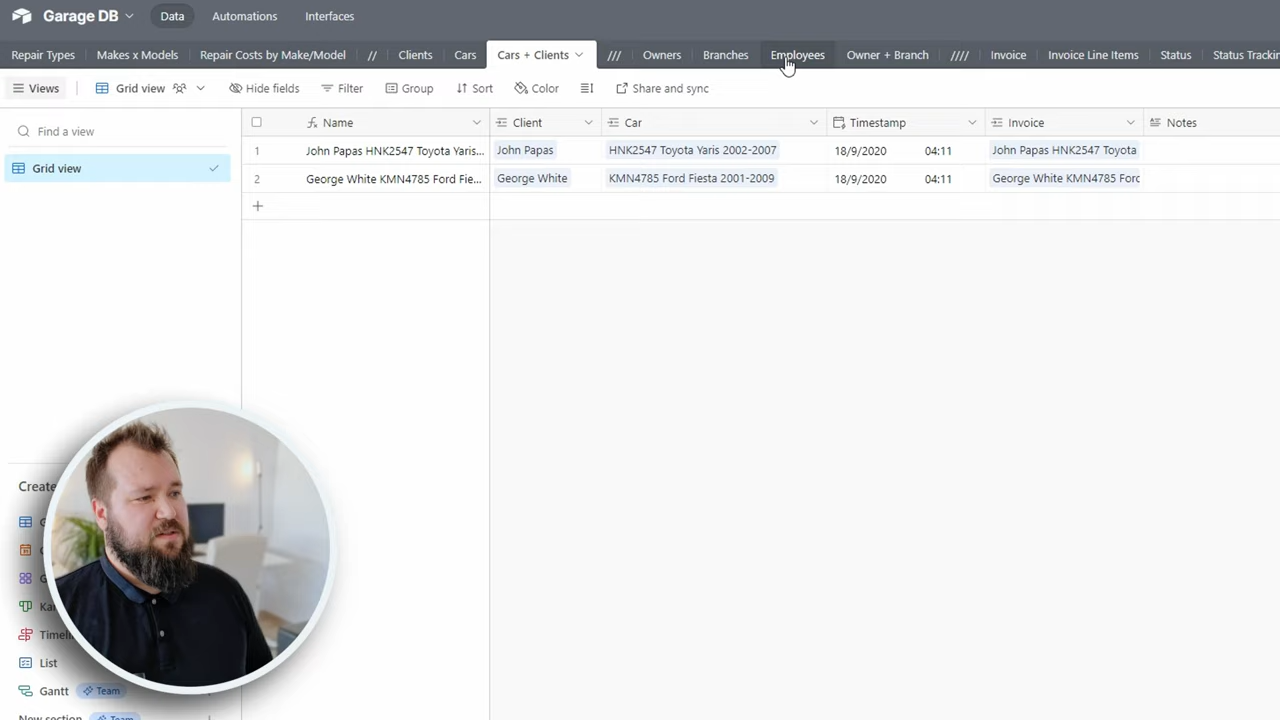 Garage DB Data Automations Interfaces
Repair Types Makes x Models Repair Costs by Make/Model // Clients Cars Cars + Clients /// Owners Branches Employees Owner + Branch //// Invoice Invoice Line Items Status Status Tracki
Views Grid view Hide fields Filter Group Sort Color Share and sync
Find a view
Grid view
Name Client Car Timestamp Invoice Notes
1 John Papas HNK2547 Toyota Yaris... John Papas HNK2547 Toyota Yaris 2002-2007 18/9/2020 04:11 John Papas HNK2547 Toyota
2 George White KMN4785 Ford Fie... George White KMN4785 Ford Fiesta 2001-2009 18/9/2020 04:11 George White KMN4785 Ford
+
Create
Timeli
List
Gantt Team
New section Team